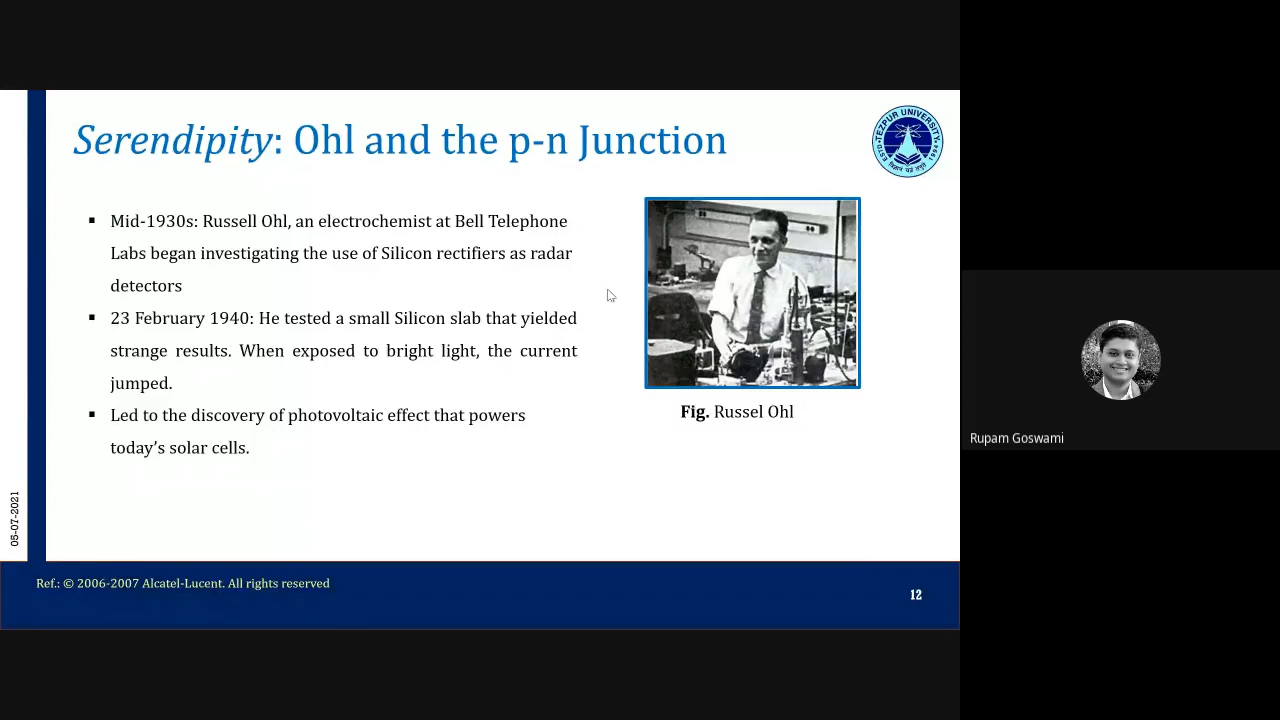 Serendipity: Ohl and the p-n Junction
TEZPUR UNIVERSITY
▪ Mid-1930s: Russell Ohl, an electrochemist at Bell Telephone
Labs began investigating the use of Silicon rectifiers as radar
detectors
▪ 23 February 1940: He tested a small Silicon slab that yielded
strange results. When exposed to bright light, the current
jumped.
▪ Led to the discovery of photovoltaic effect that powers
today’s solar cells.
Fig. Russel Ohl
05-07-2021
Ref.: © 2006-2007 Alcatel-Lucent. All rights reserved
12
Rupam Goswami